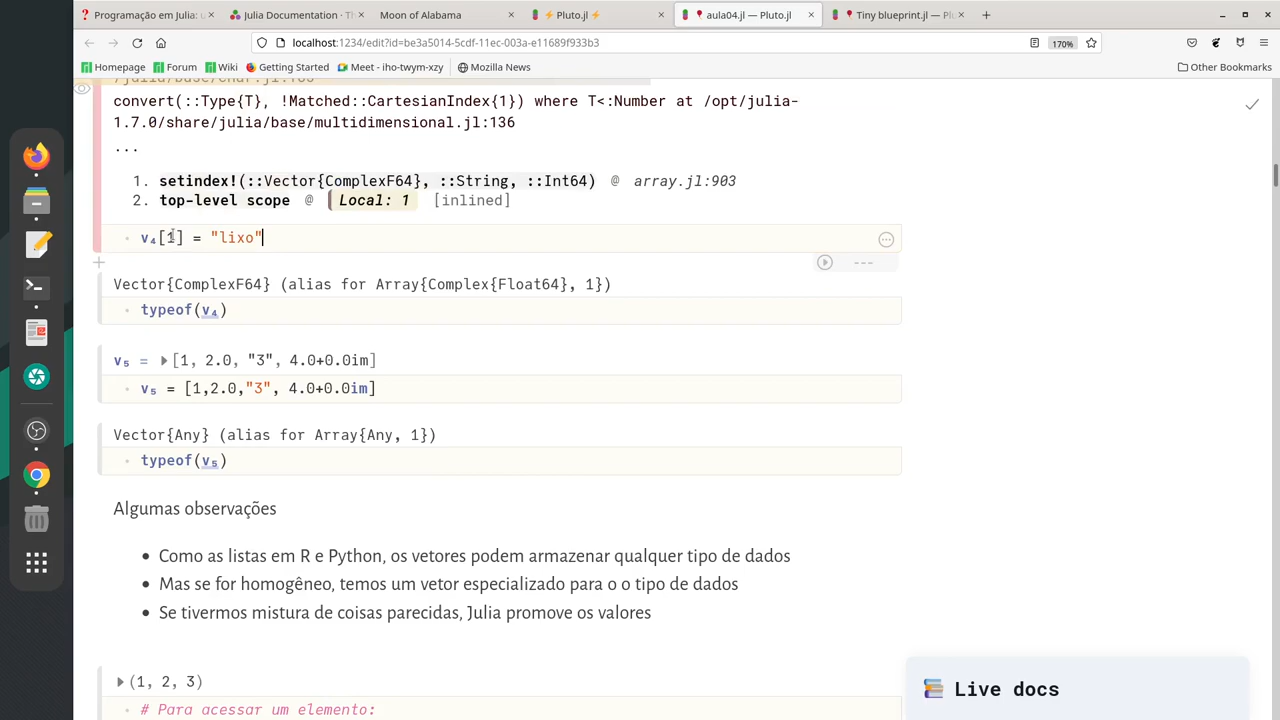 Programação em Julia: u
Julia Documentation · Th
Moon of Alabama
⚡ Pluto.jl ⚡
aula04.jl — Pluto.jl
Tiny blueprint.jl — Plut
localhost:1234/edit?id=be3a5014-5cdf-11ec-003a-e11689f933b3
170%
Homepage
Forum
Wiki
Getting Started
Meet - iho-twym-xzy
Mozilla News
Other Bookmarks
convert(::Type{T}, !Matched::CartesianIndex{1}) where T<:Number at /opt/julia-
1.7.0/share/julia/base/multidimensional.jl:136
...
1. setindex!(::Vector{ComplexF64}, ::String, ::Int64) @ array.jl:903
2. top-level scope @ Local: 1 [inlined]
v₄[1] = "lixo"
---
Vector{ComplexF64} (alias for Array{Complex{Float64}, 1})
typeof(v₄)
v₅ = [1, 2.0, "3", 4.0+0.0im]
v₅ = [1,2.0,"3", 4.0+0.0im]
Vector{Any} (alias for Array{Any, 1})
typeof(v₅)
Algumas observações
• Como as listas em R e Python, os vetores podem armazenar qualquer tipo de dados
• Mas se for homogêneo, temos um vetor especializado para o o tipo de dados
• Se tivermos mistura de coisas parecidas, Julia promove os valores
(1, 2, 3)
# Para acessar um elemento:
Live docs